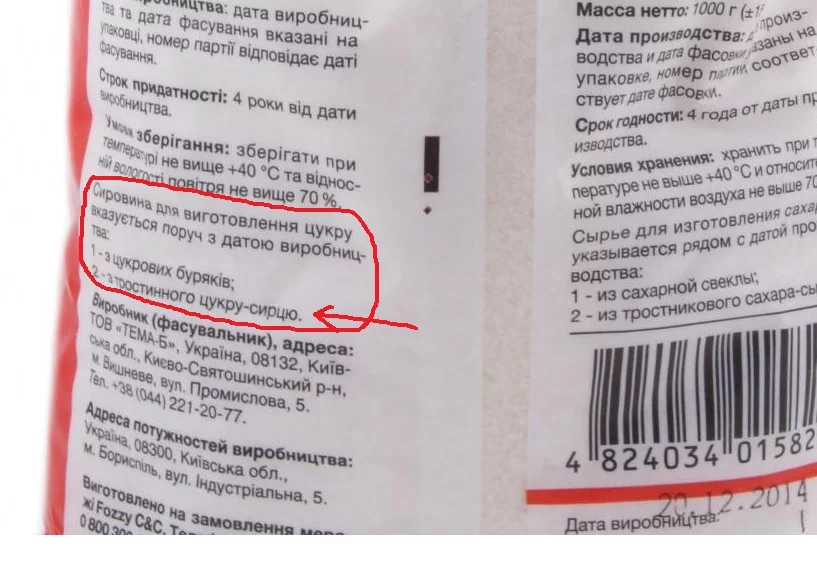 виробництва: дата виробниц-
тва та дата фасування вказані на
упаковці, номер партії відповідає даті
фасування.
Строк придатності: 4 роки від дати
виробництва.
Умови зберігання: зберігати при
температурі не вище +40 °С та віднос-
ній вологості повітря не вище 70 %.
Сировина для виготовлення цукру
вказується поруч з датою виробниц-
тва:
1 - з цукрових буряків;
2 - з тростинного цукру-сирцю.
Виробник (фасувальник), адреса:
ТОВ «ТЕМА-Б», Україна, 08132, Київ-
ська обл., Києво-Святошинський р-н,
м. Вишневе, вул. Промислова, 5.
Тел. +38 (044) 221-20-77.
Адреса потужностей виробництва:
Україна, 08300, Київська обл.,
м. Бориспіль, вул. Індустріальна, 5.
Виготовлено на замовлення мере-
жі Fozzy C&C.
0 800 300
Масса нетто: 1000 г
Дата производства: произ-
водства и дата фасовки указаны на
упаковке, номер партии соответ-
ствует дате фасовки.
Срок годности: 4 года от даты пр
изводства.
Условия хранения: хранить при т
пературе не выше +40 °С и относит
ной влажности воздуха не выше 70
Сырье для изготовления саха
указывается рядом с датой про
водства:
1 - из сахарной свеклы;
2 - из тростникового сахара-сы
4 824034 01582
20.12.2014
Дата виробництва:
1